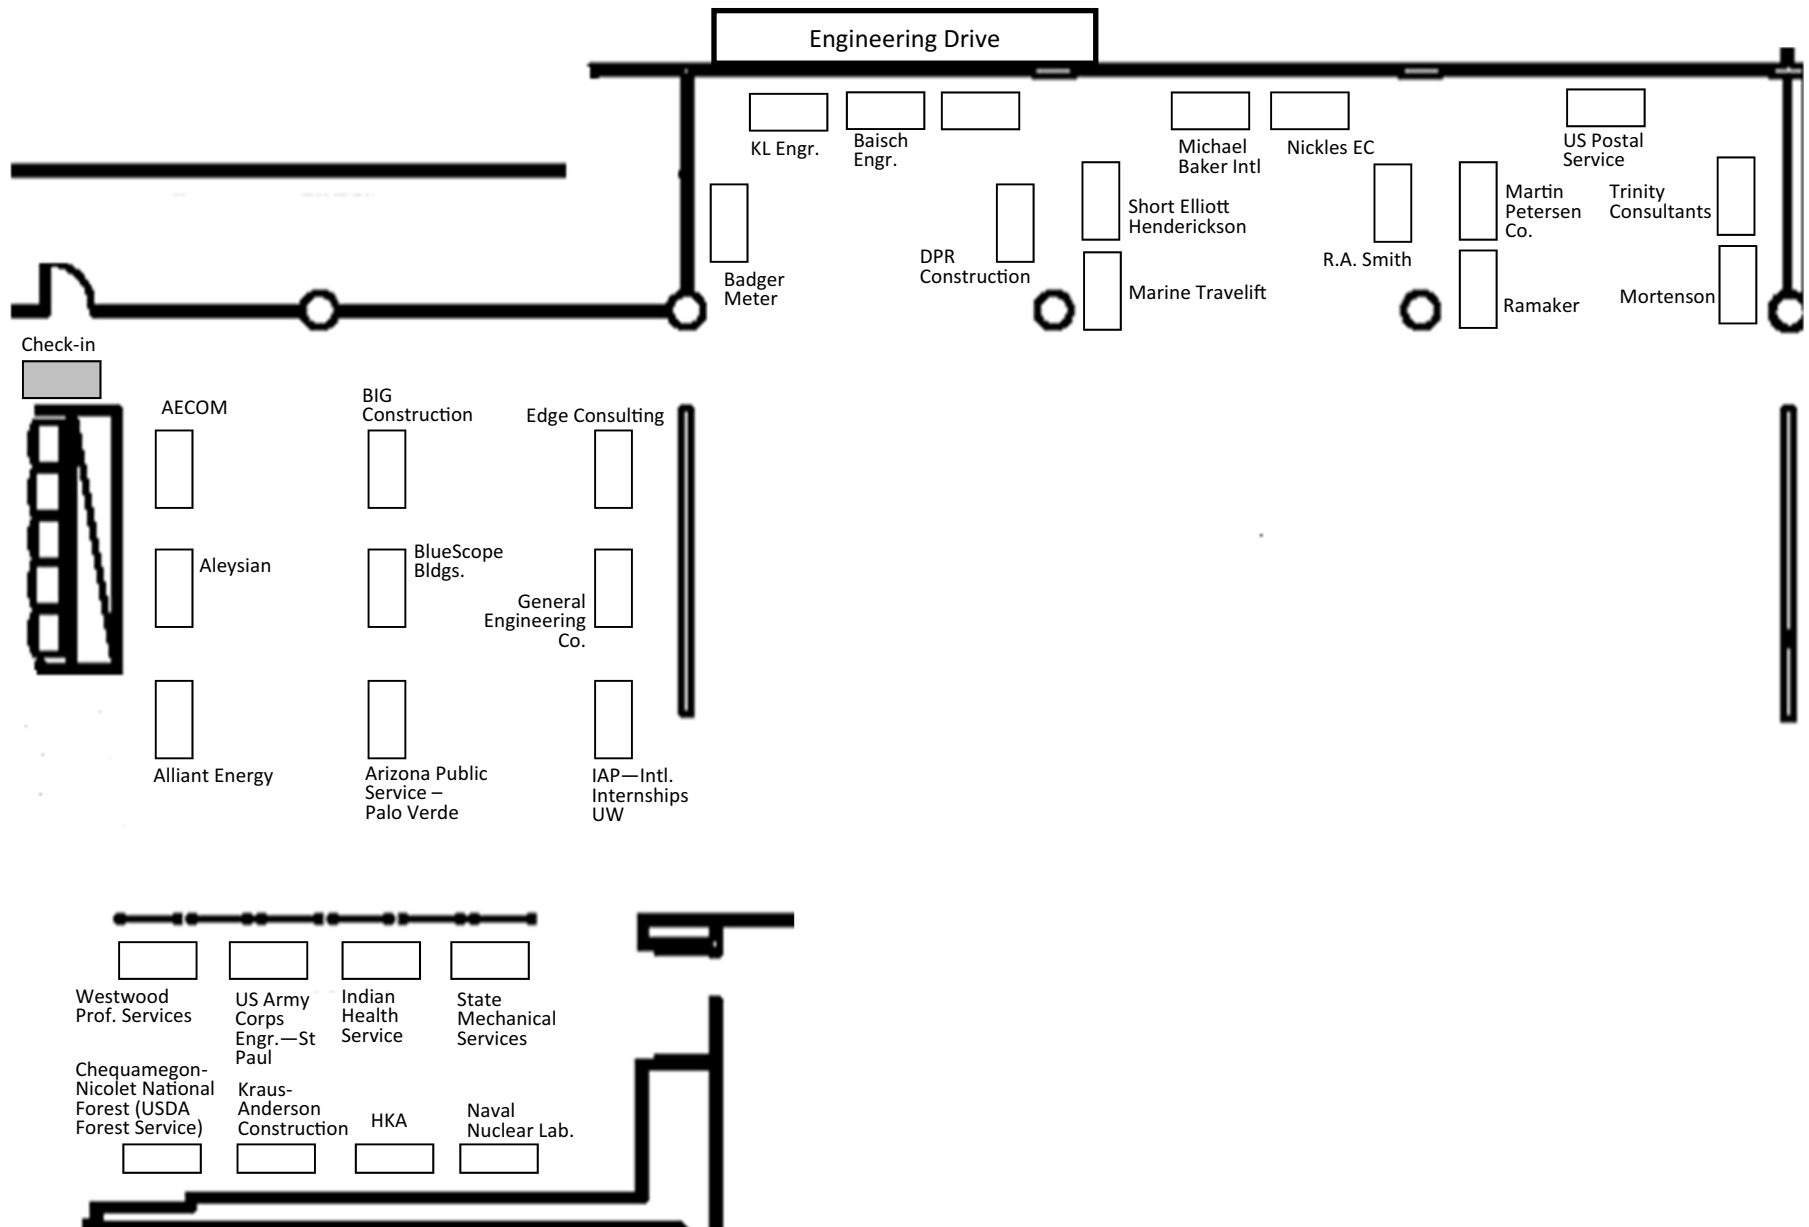 Engineering Drive
KL Engr.
Baisch
Engr.
Michael
Baker Intl
Nickles EC
US Postal
Service
Short Elliott
Henderickson
Martin
Petersen
Co.
Trinity
Consultants
DPR
Construction
R.A. Smith
Badger
Meter
Marine Travelift
Ramaker
Mortenson
Check-in
AECOM
BIG
Construction
Edge Consulting
Aleysian
BlueScope
Bldgs.
General
Engineering
Co.
Alliant Energy
Arizona Public
Service –
Palo Verde
IAP—Intl.
Internships
UW
Westwood
Prof. Services
US Army
Corps
Engr.—St
Paul
Indian
Health
Service
State
Mechanical
Services
Chequamegon-
Nicolet National
Forest (USDA
Forest Service)
Kraus-
Anderson
Construction
HKA
Naval
Nuclear Lab.